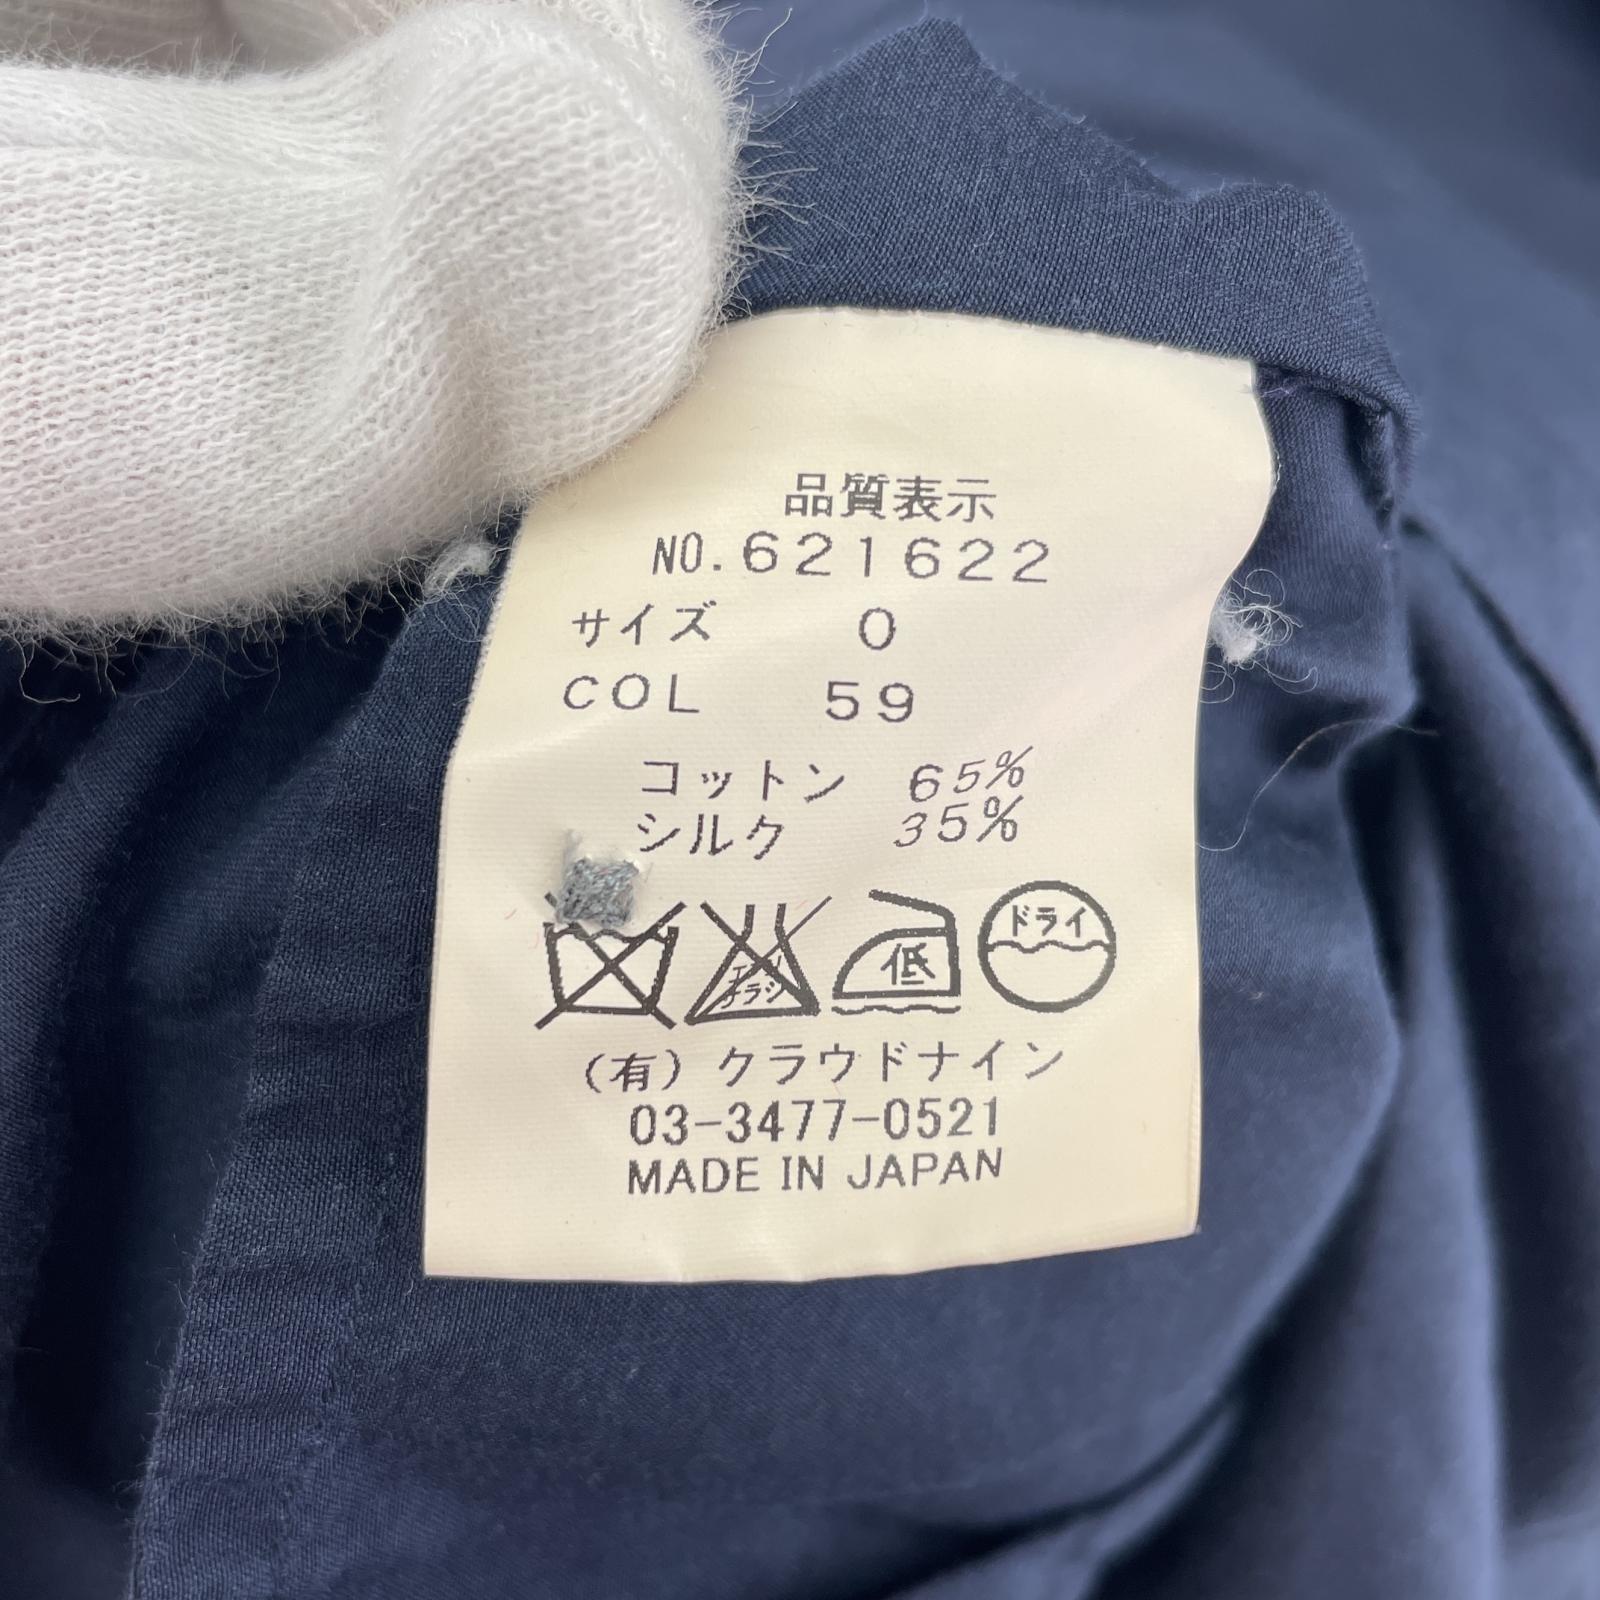 品質表示
NO.621622
サイズ 0
COL 59
コットン 65%
シルク 35%
低
ドライ
(有)クラウドナイン
03-3477-0521
MADE IN JAPAN